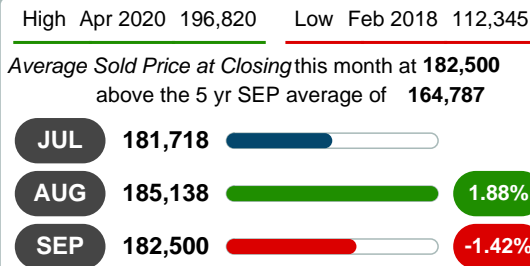 High Apr 2020 196,820 Low Feb 2018 112,345
Average Sold Price at Closing this month at 182,500
above the 5 yr SEP average of 164,787
JUL 181,718
AUG 185,138 1.88%
SEP 182,500 -1.42%